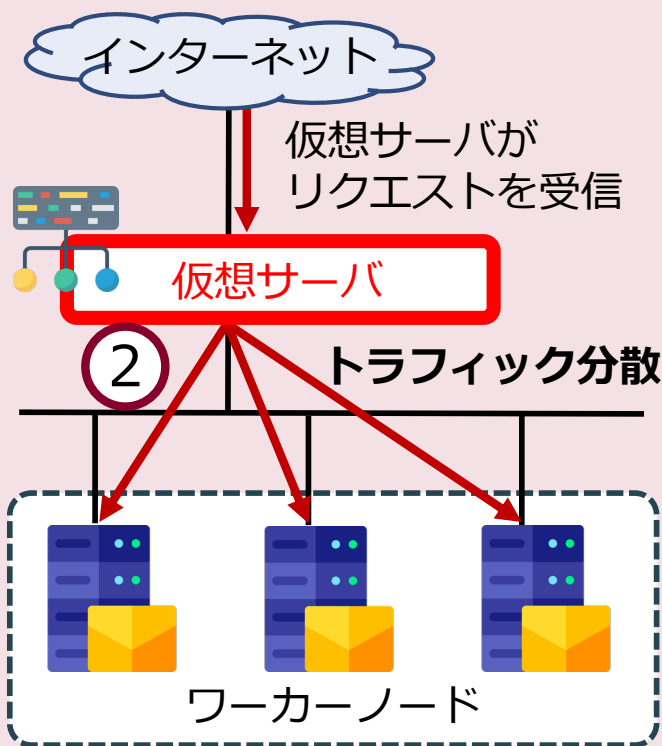 インターネット
仮想サーバが
リクエストを受信
仮想サーバ
2
トラフィック分散
ワーカーノード